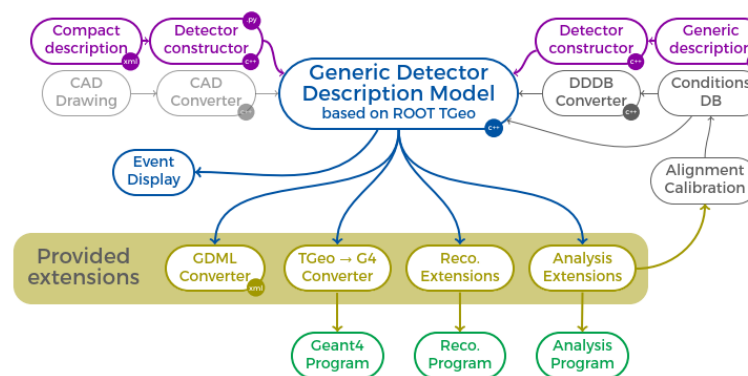 .py
Compact
description
xml
Detector
constructor
c++
Generic Detector
Description Model
based on ROOT TGeo
c++
Detector
constructor
c++
Generic
description
CAD
Drawing
CAD
Converter
c++
DDDB
Converter
c++
Conditions
DB
Event
Display
Alignment
Calibration
Provided
extensions
GDML
Converter
xml
TGeo → G4
Converter
Reco.
Extensions
Analysis
Extensions
Geant4
Program
Reco.
Program
Analysis
Program